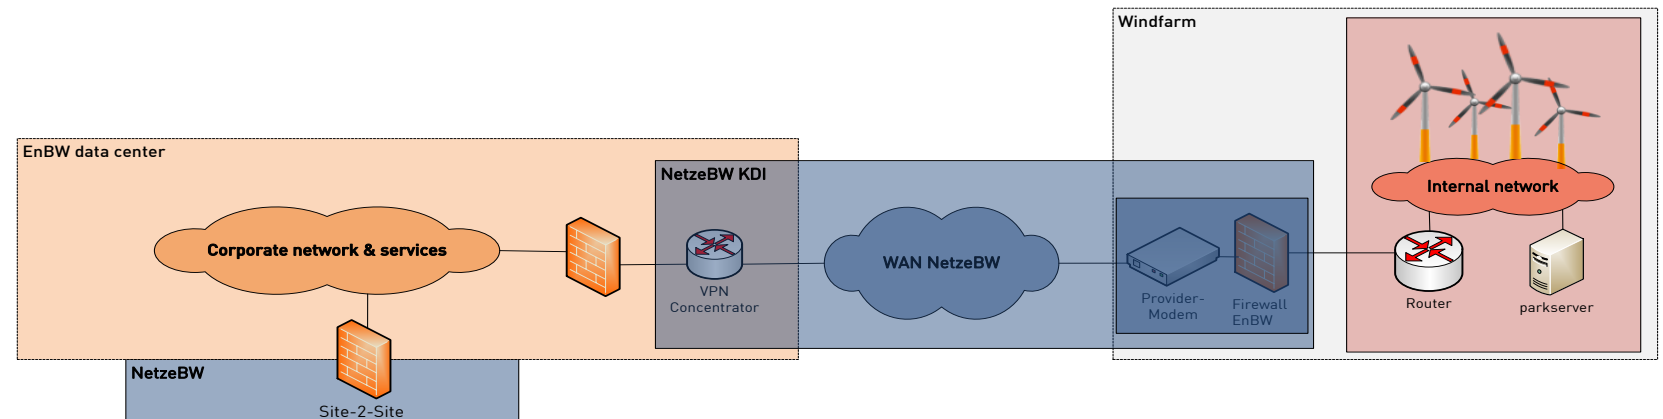 Windfarm
EnBW data center
NetzeBW KDI
Internal network
Corporate network & services
WAN NetzeBW
VPN
Concentrator
Provider-
Modem
Firewall
EnBW
Router
parkserver
NetzeBW
Site-2-Site